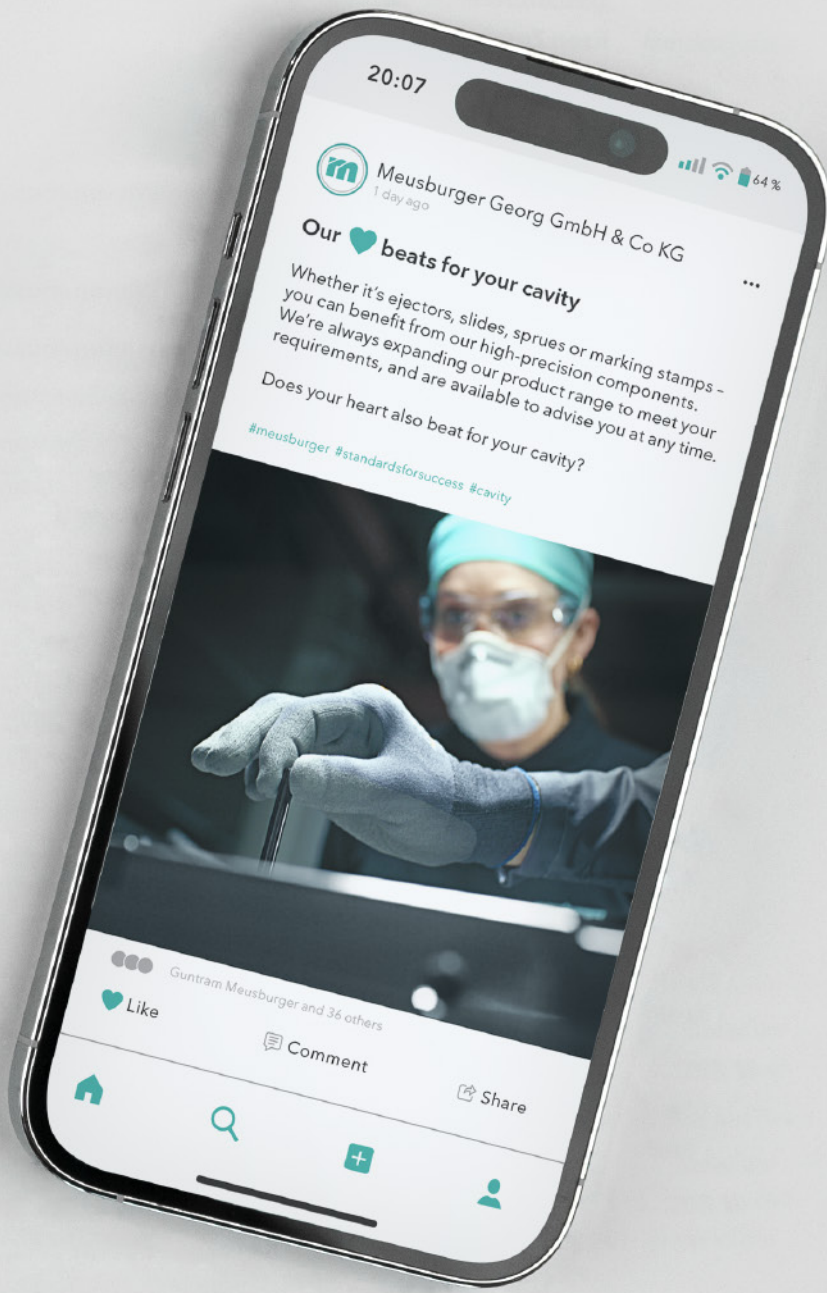 20:07
64 %
m
Meusburger Georg GmbH & Co KG
1 day ago
Our beats for your cavity
Whether it's ejectors, slides, sprues or marking stamps –
you can benefit from our high-precision components.
We're always expanding our product range to meet your
requirements, and are available to advise you at any time.
Does your heart also beat for your cavity?
#meusburger #standardsforsuccess #cavity
Guntram Meusburger and 36 others
Like
Comment
Share